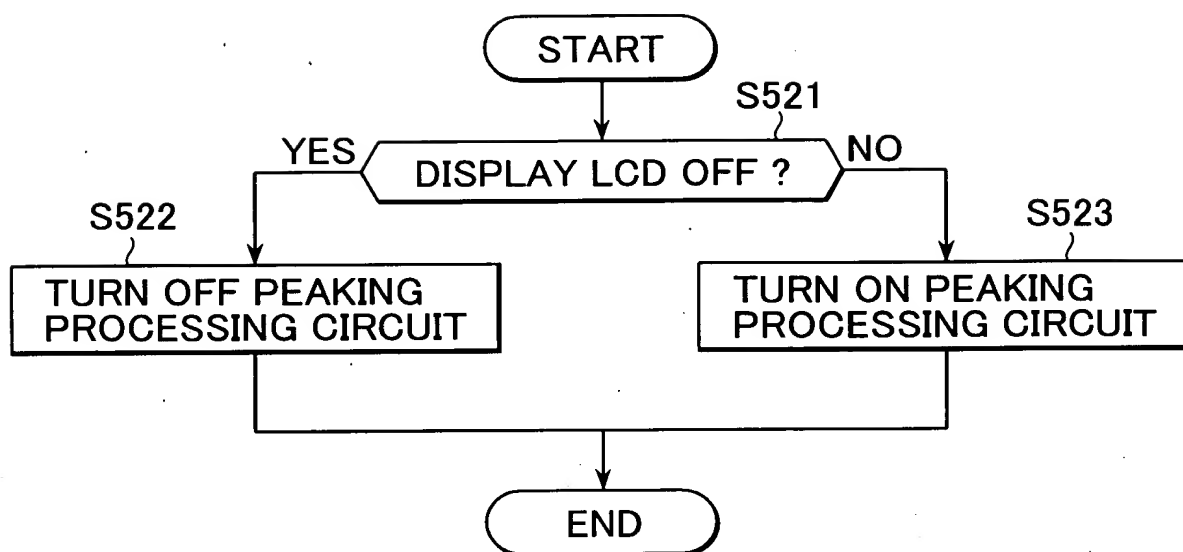 START
S521
YES
DISPLAY LCD OFF ?
NO
S522
S523
TURN OFF PEAKING
PROCESSING CIRCUIT
TURN ON PEAKING
PROCESSING CIRCUIT
END